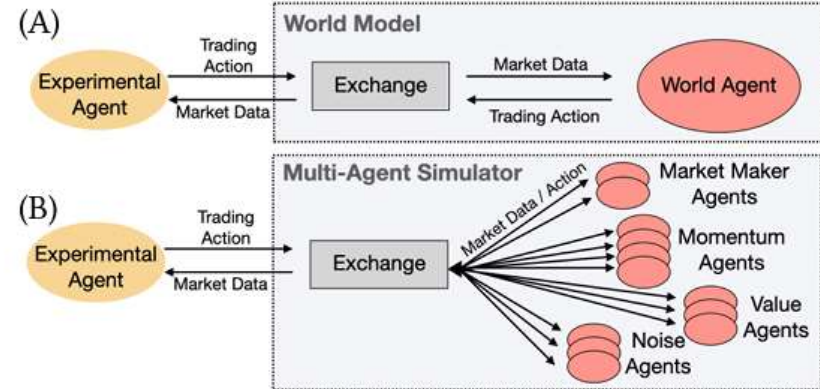 (A)
World Model
Experimental
Agent
Trading
Action
Market Data
Exchange
Market Data
Trading Action
World Agent
(B)
Multi-Agent Simulator
Experimental
Agent
Trading
Action
Market Data
Exchange
Market Data / Action
Market Maker
Agents
Momentum
Agents
Value
Agents
Noise
Agents